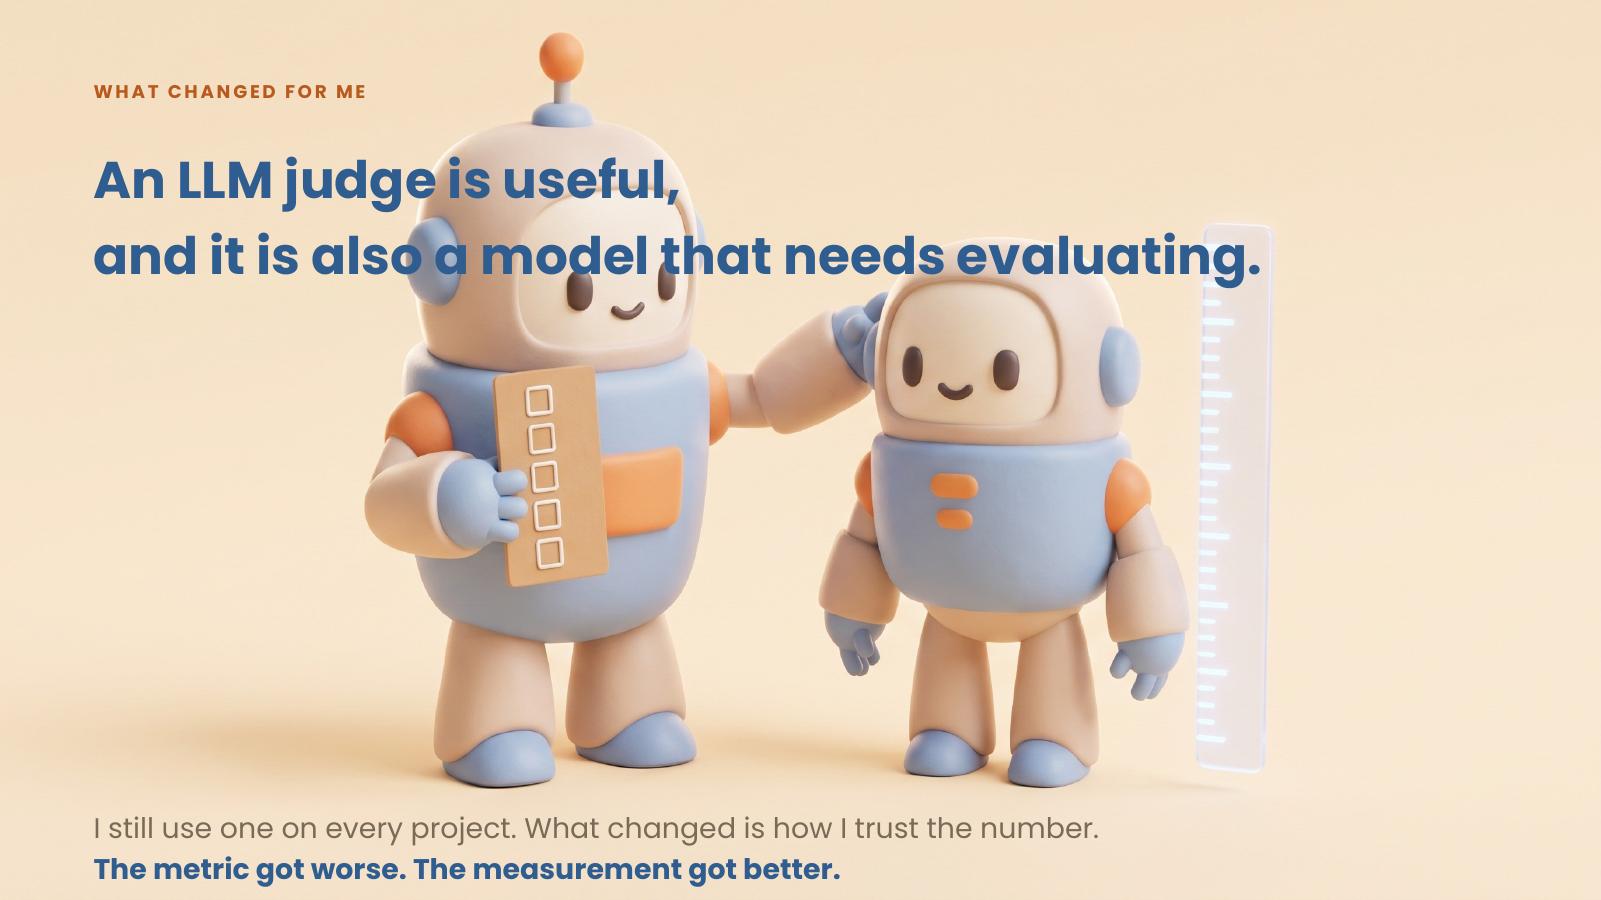 WHAT CHANGED FOR ME
An LLM judge is useful,
and it is also a model that needs evaluating.
I still use one on every project. What changed is how I trust the number.
The metric got worse. The measurement got better.